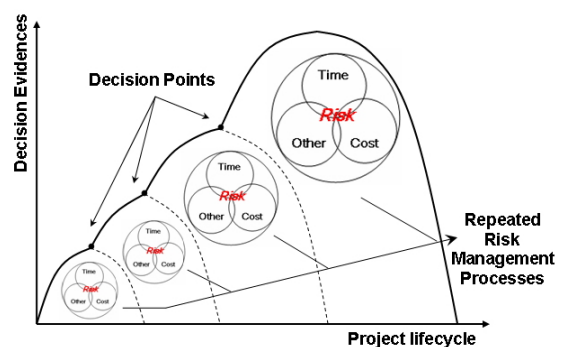 Decision Evidences
Decision Points
Time
Risk
Other Cost
Time
Risk
Other Cost
Time
Risk
Other Cost
Time
Risk
Other Cost
Repeated
Risk
Management
Processes
Project lifecycle